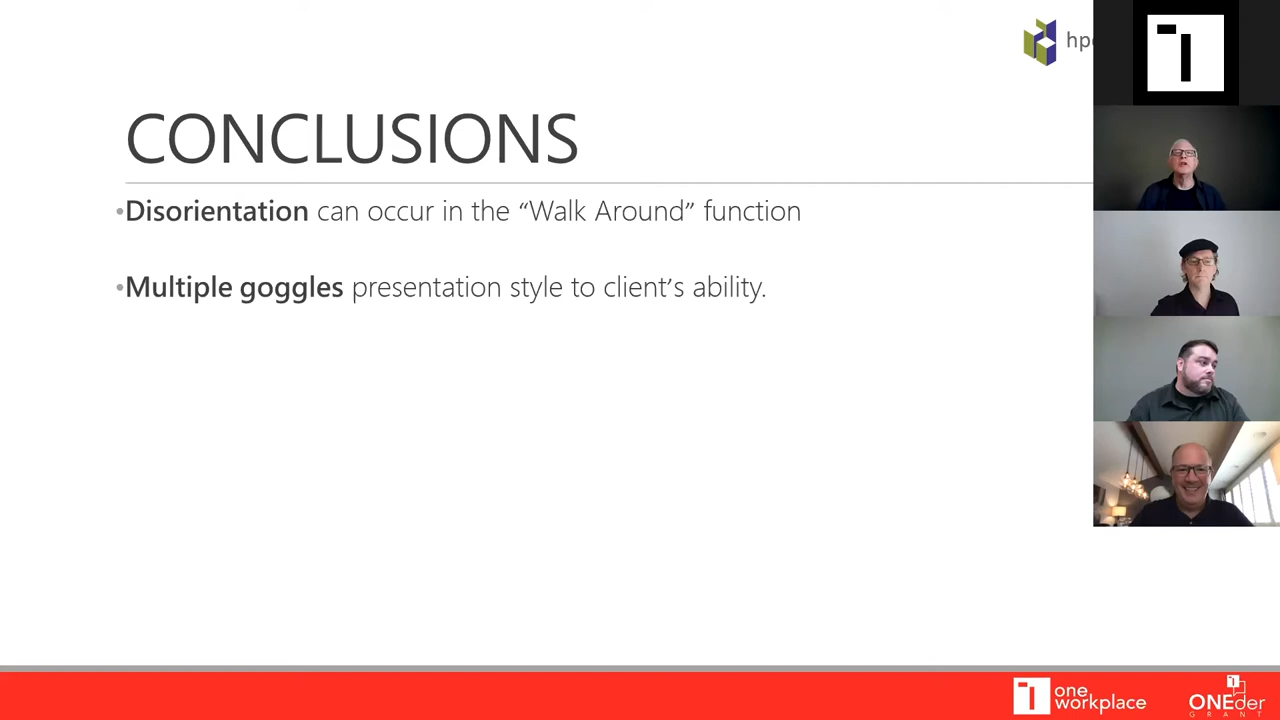 CONCLUSIONS
•Disorientation can occur in the “Walk Around” function
•Multiple goggles presentation style to client’s ability.
one
workplace
ONEder
GRANT